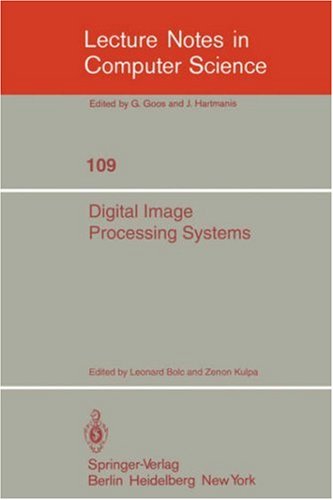 Lecture Notes in
Computer Science
Edited by G. Goos and J. Hartmanis
109
Digital Image
Processing Systems
Edited by Leonard Bolc and Zenon Kulpa
Springer-Verlag
Berlin Heidelberg New York